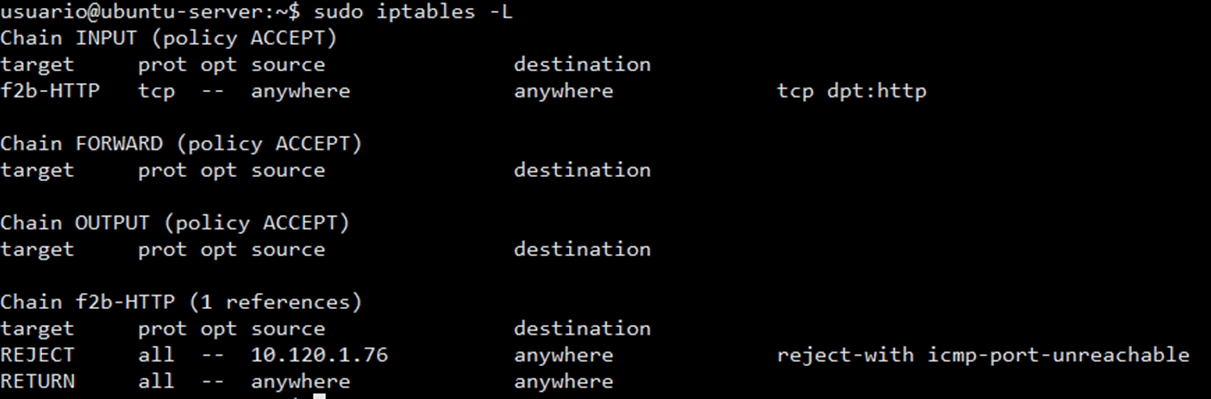 usuario@ubuntu-server:~$ sudo iptables -L
Chain INPUT (policy ACCEPT)
target     prot opt source               destination
f2b-HTTP   tcp  --  anywhere             anywhere             tcp dpt:http
Chain FORWARD (policy ACCEPT)
target     prot opt source               destination
Chain OUTPUT (policy ACCEPT)
target     prot opt source               destination
Chain f2b-HTTP (1 references)
target     prot opt source               destination
REJECT     all  --  10.120.1.76          anywhere             reject-with icmp-port-unreachable
RETURN     all  --  anywhere             anywhere